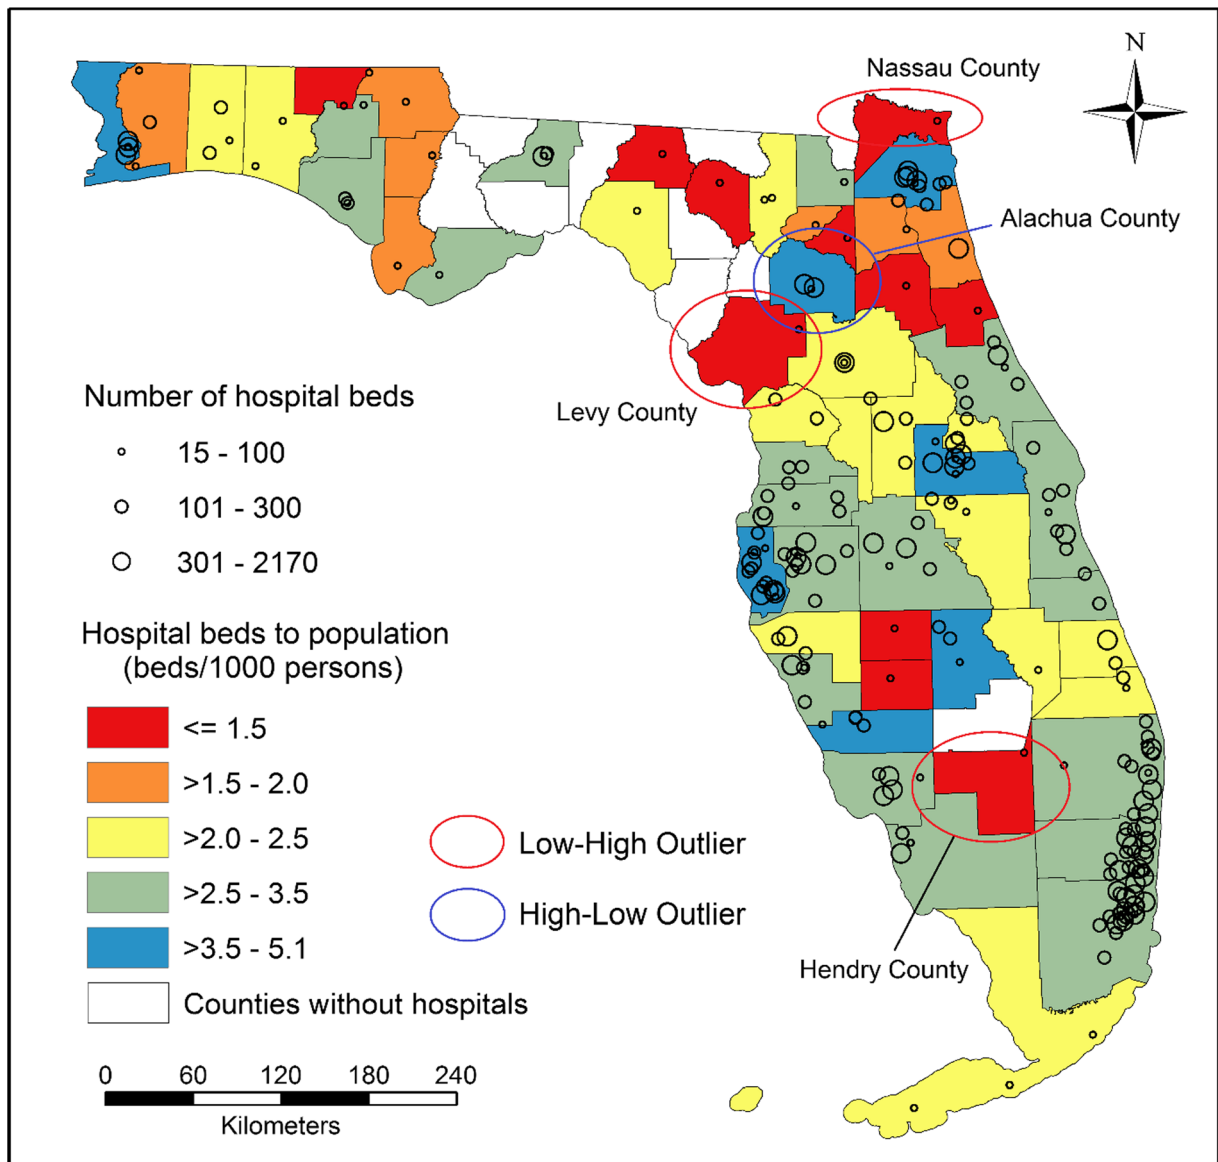 N
Nassau County
Alachua County
Levy County
Number of hospital beds
15 - 100
101 - 300
301 - 2170
Hospital beds to population
(beds/1000 persons)
<= 1.5
>1.5 - 2.0
>2.0 - 2.5
>2.5 - 3.5
>3.5 - 5.1
Counties without hospitals
Low-High Outlier
High-Low Outlier
Hendry County
0 60 120 180 240
Kilometers